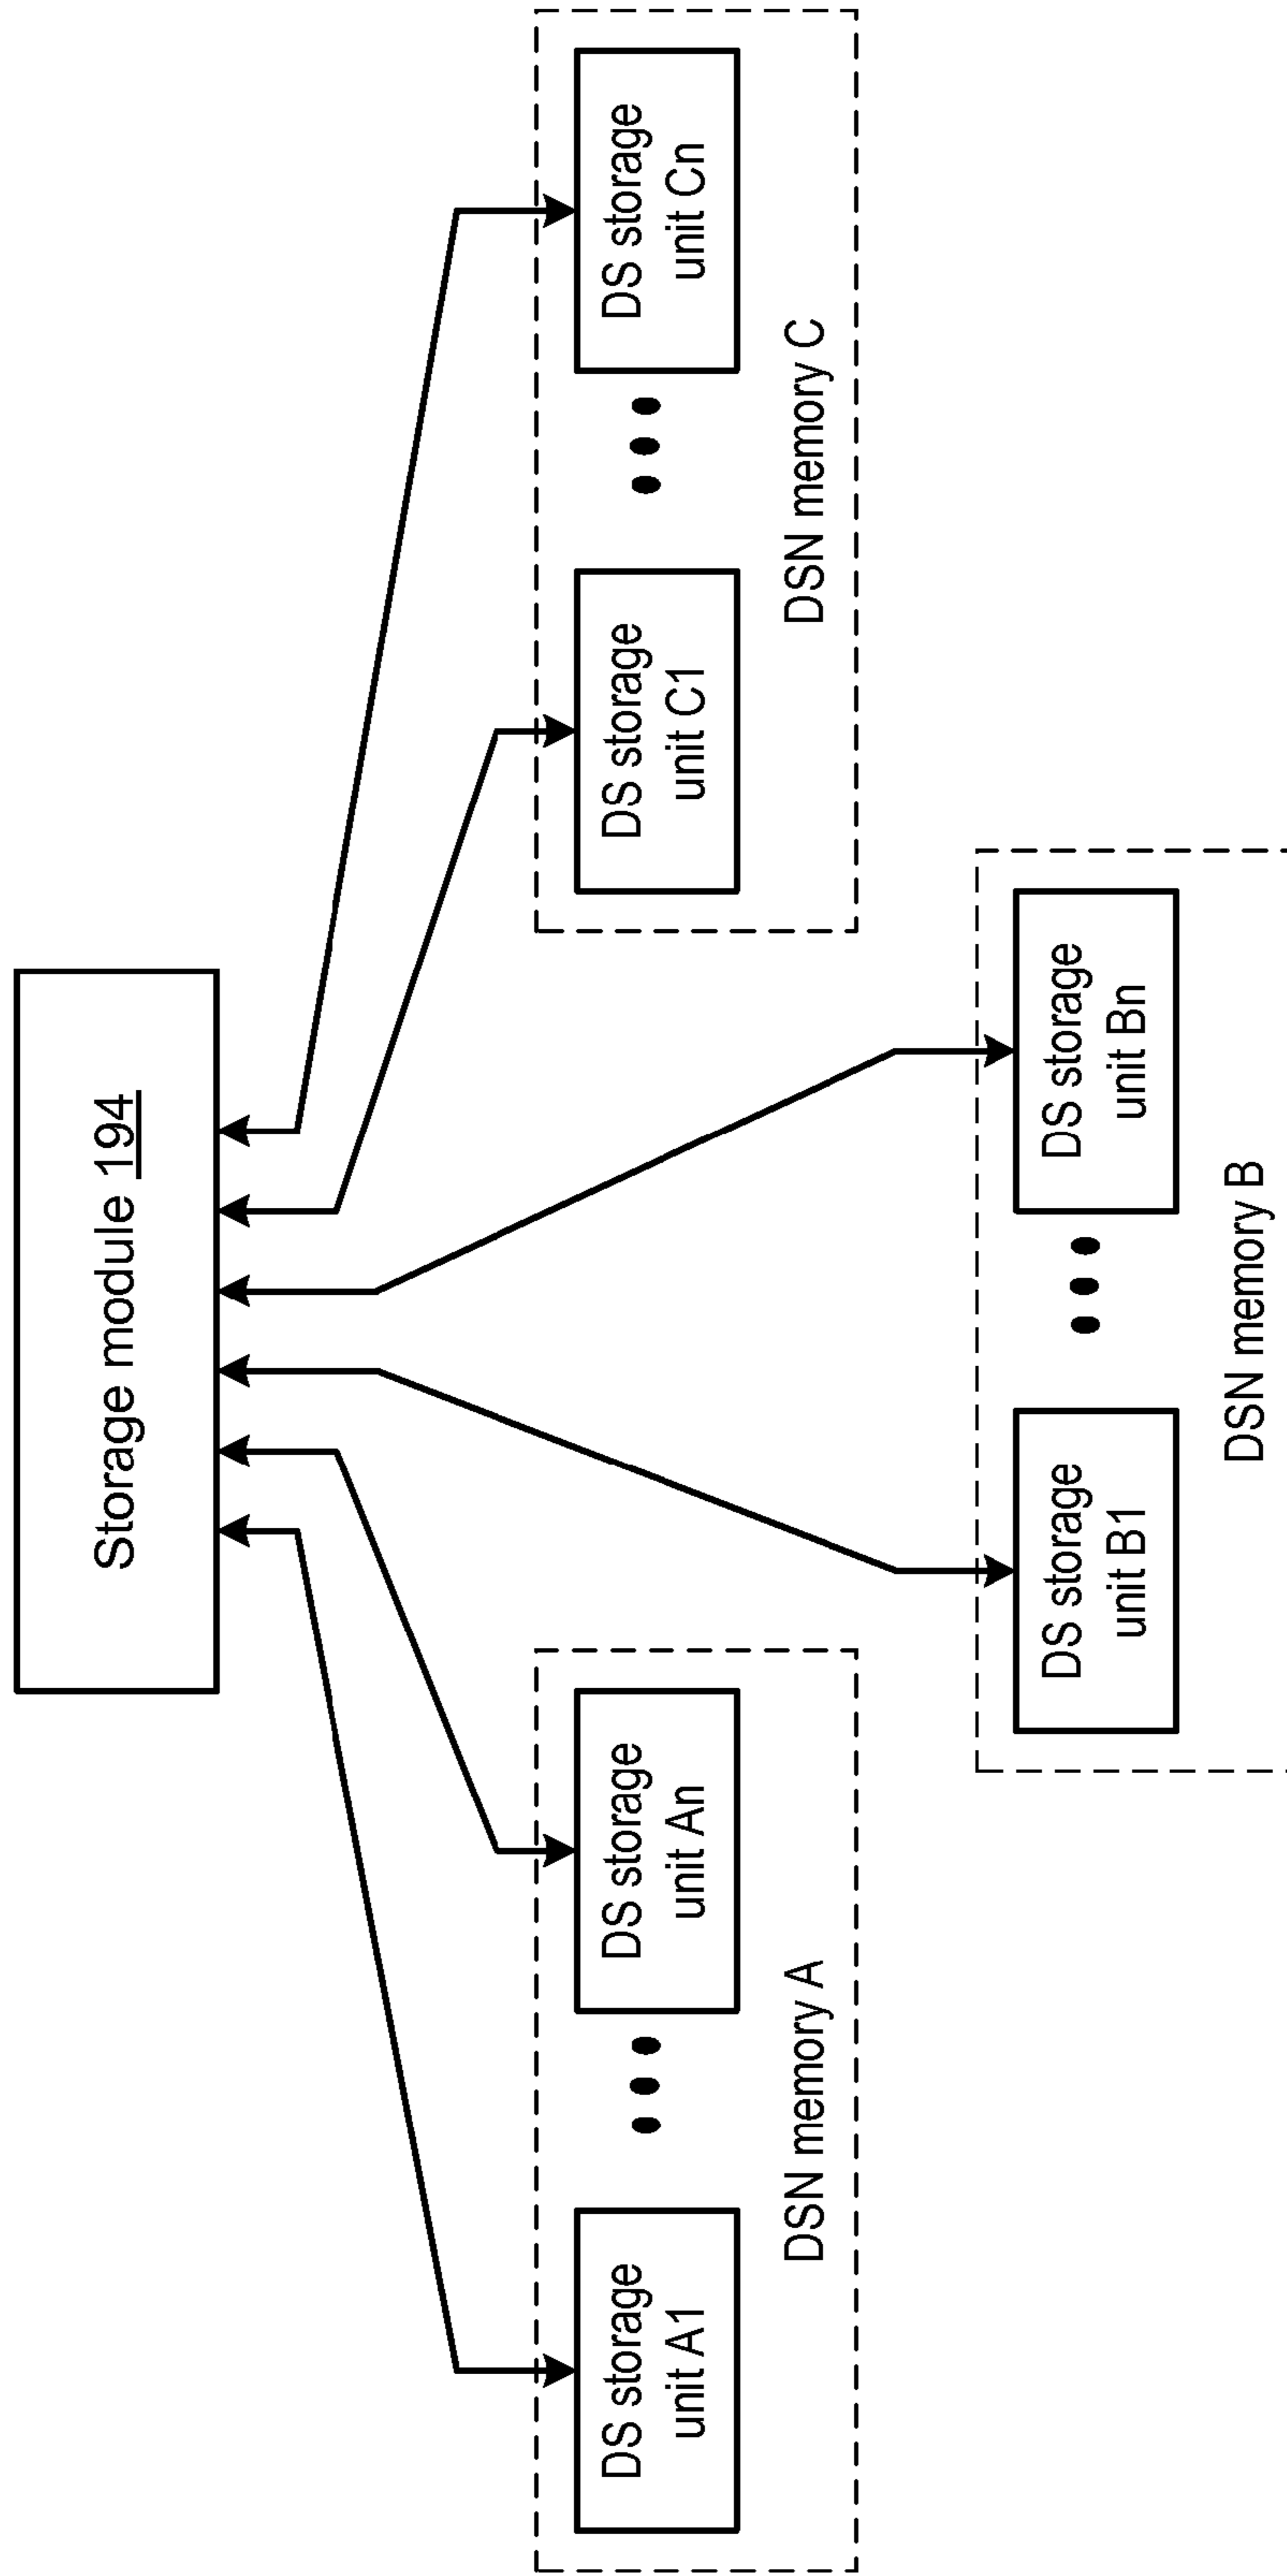 Storage module 194
DS storage
unit A1
DS storage
unit An
DSN memory A
DS storage
unit B1
DS storage
unit Bn
DSN memory B
DS storage
unit C1
DS storage
unit Cn
DSN memory C